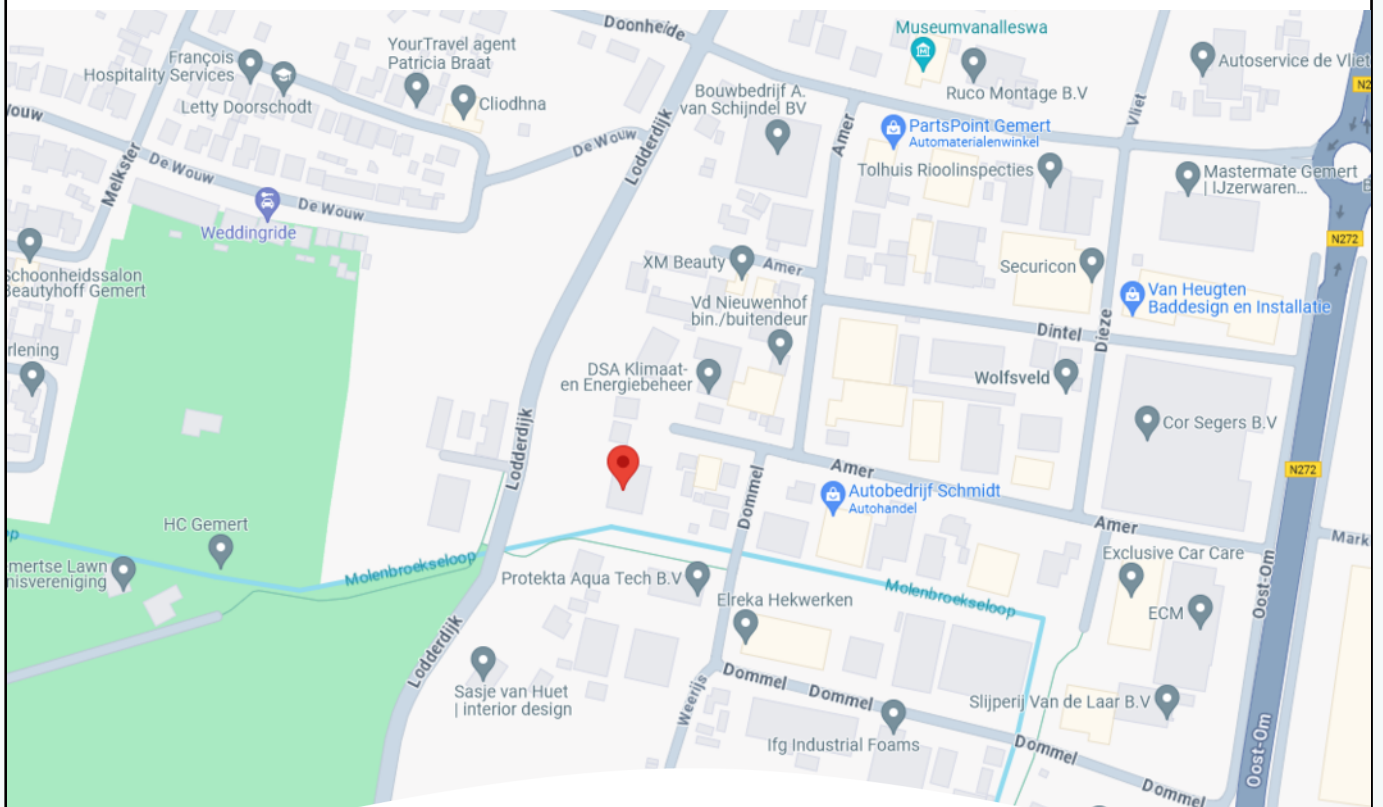 Doonheide
Museumvanalleswa
YourTravel agent
Patricia Braat
François
Hospitality Services
Autoservice de Vliet
N2
Ruco Montage B.V
Bouwbedrijf A.
van Schijndel BV
Letty Doorschodt
Cliodhna
Vliet
Wouw
De Wouw
Lodderdijk
Amer
PartsPoint Gemert
Automaterialenwinkel
Melkster
De Wouw
Tolhuis Rioolinspecties
Mastermate Gemert
| IJzerwaren...
De Wouw
Weddingride
N272
XM Beauty
Amer
Securicon
Schoonheidssalon
Beautyhoff Gemert
Van Heugten
Baddesign en Installatie
Vd Nieuwenhof
bin./buitendeur
Dintel
Dieze
rlening
DSA Klimaat-
en Energiebeheer
Wolfsveld
Cor Segers B.V
Lodderdijk
Amer
N272
Dommel
Autobedrijf Schmidt
Autohandel
HC Gemert
Amer
Mark
op
Exclusive Car Care
mertse Lawn
nisvereniging
Molenbroekseloop
Protekta Aqua Tech B.V
Molenbroekseloop
Oost-Om
Elreka Hekwerken
ECM
Lodderdijk
Dommel
Sasje van Huet
| interior design
Weerijs
Dommel
Slijperij Van de Laar B.V
Ifg Industrial Foams
Dommel
Oost-Om
Dommel